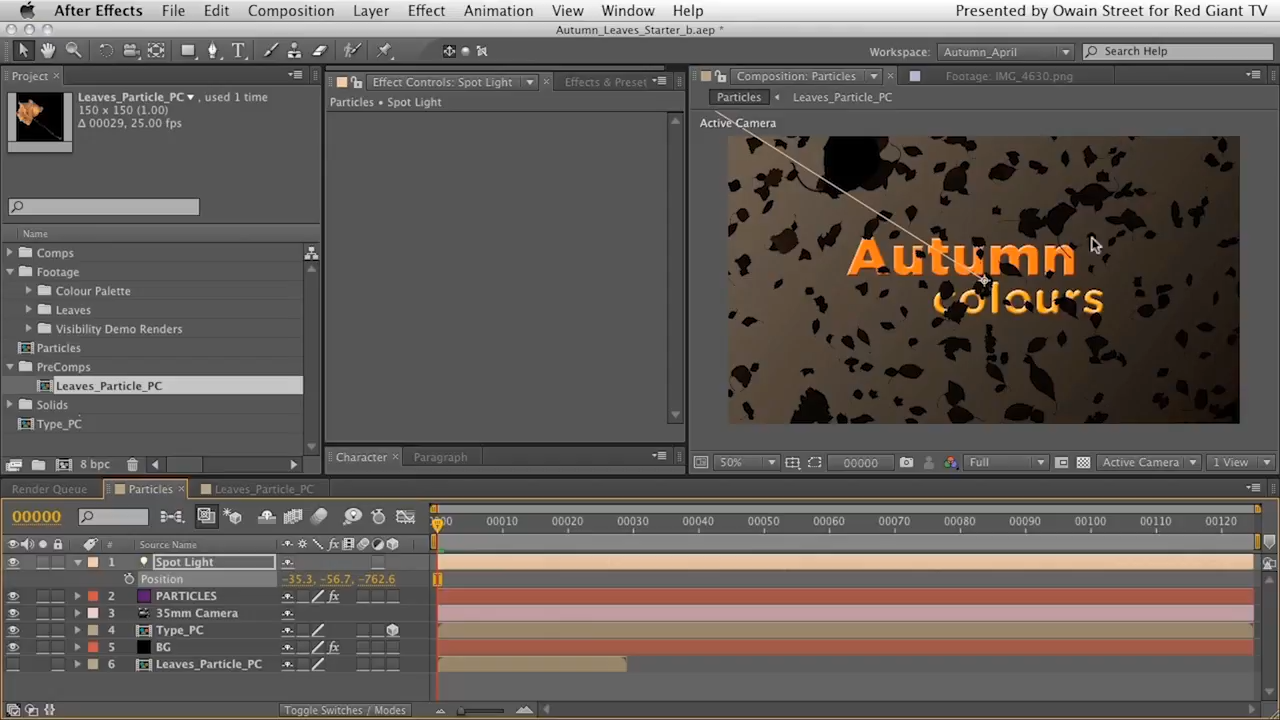 After Effects File Edit Composition Layer Effect Animation View Window Help Presented by Owain Street for Red Giant TV
Autumn_Leaves_Starter_b.aep *
Workspace: Autumn_April Search Help
Project
Leaves_Particle_PC, used 1 time
150 x 150 (1.00)
Δ 00029, 25.00 fps
Name
Comps
Footage
Colour Palette
Leaves
Visibility Demo Renders
Particles
PreComps
Leaves_Particle_PC
Solids
Type_PC
8 bpc
Effect Controls: Spot Light Effects & Preset
Particles • Spot Light
Character Paragraph
Composition: Particles Footage: IMG_4630.png
Particles Leaves_Particle_PC
Active Camera
Autumn
colours
50% 00000 Full Active Camera 1 View
Render Queue Particles Leaves_Particle_PC
00000 00010 00020 00030 00040 00050 00060 00070 00080 00090 00100 00110 00120
# Source Name
1 Spot Light
Position -35.3, -56.7, -762.6
2 PARTICLES
3 35mm Camera
4 Type_PC
5 BG
6 Leaves_Particle_PC
Toggle Switches / Modes